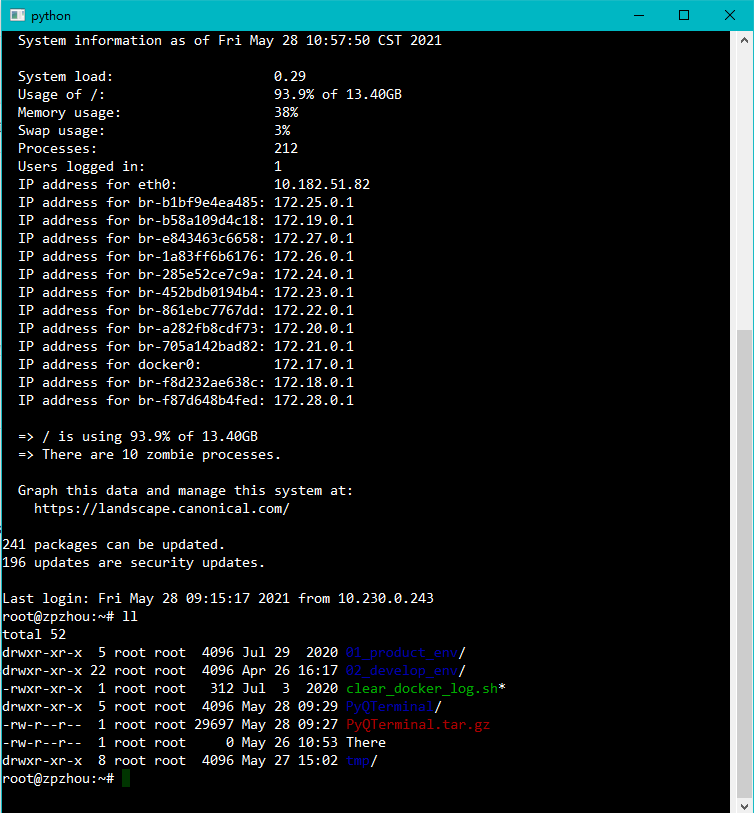 python
System information as of Fri May 28 10:57:50 CST 2021
System load: 0.29
Usage of /: 93.9% of 13.40GB
Memory usage: 38%
Swap usage: 3%
Processes: 212
Users logged in: 1
IP address for eth0: 10.182.51.82
IP address for br-b1bf9e4ea485: 172.25.0.1
IP address for br-b58a109d4c18: 172.19.0.1
IP address for br-e843463c6658: 172.27.0.1
IP address for br-1a83ff6b6176: 172.26.0.1
IP address for br-285e52ce7c9a: 172.24.0.1
IP address for br-452bdb0194b4: 172.23.0.1
IP address for br-861ebc7767dd: 172.22.0.1
IP address for br-a282fb8cdf73: 172.20.0.1
IP address for br-705a142bad82: 172.21.0.1
IP address for docker0: 172.17.0.1
IP address for br-f8d232ae638c: 172.18.0.1
IP address for br-f87d648b4fed: 172.28.0.1
=> / is using 93.9% of 13.40GB
=> There are 10 zombie processes.
Graph this data and manage this system at:
https://landscape.canonical.com/
241 packages can be updated.
196 updates are security updates.
Last login: Fri May 28 09:15:17 2021 from 10.230.0.243
root@zpzhou:~# ll
total 52
drwxr-xr-x 5 root root 4096 Jul 29 2020 01_product_env/
drwxr-xr-x 22 root root 4096 Apr 26 16:17 02_develop_env/
-rwxr-xr-x 1 root root 312 Jul 3 2020 clear_docker_log.sh*
drwxr-xr-x 5 root root 4096 May 28 09:29 PyQTerminal/
-rw-r--r-- 1 root root 29697 May 28 09:27 PyQTerminal.tar.gz
-rw-r--r-- 1 root root 0 May 26 10:53 There
drwxr-xr-x 8 root root 4096 May 27 15:02 tmp/
root@zpzhou:~#